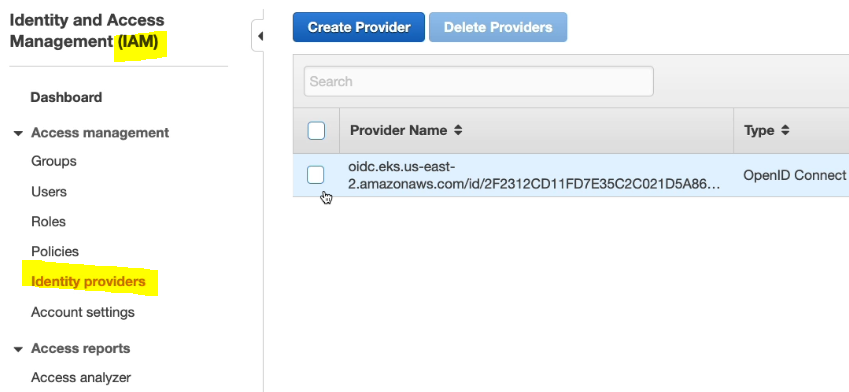 Identity and Access
Management (IAM)
Dashboard
Access management
Groups
Users
Roles
Policies
Identity providers
Account settings
Access reports
Access analyzer
Create Provider
Delete Providers
Search
Provider Name
Type
oidc.eks.us-east-
2.amazonaws.com/id/2F2312CD11FD7E35C2C021D5A86...
OpenID Connect